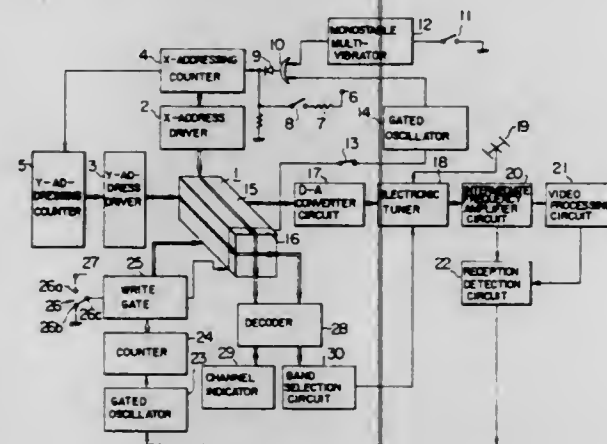 4
X-ADDRESSING
COUNTER
9
10
MONOSTABLE
MULTI-
VIBRATOR
12
11
2
X-ADDRESS
DRIVER
8
7
6
14
GATED
OSCILLATOR
13
19
5
Y-AD-
DRESSING
COUNTER
3
Y-AD-
DRESS
DRIVER
1
15
16
17
D-A
CONVERTER
CIRCUIT
18
ELECTRONIC
TUNER
20
INTERMEDIATE
FREQUENCY
AMPLIFIER
CIRCUIT
21
VIDEO
PROCESSING
CIRCUIT
22
RECEPTION
DETECTION
CIRCUIT
27
26a
26
26b
26c
25
WRITE
GATE
24
COUNTER
23
GATED
OSCILLATOR
DECODER
28
29
CHANNEL
INDICATOR
30
BAND
SELECTION
CIRCUIT